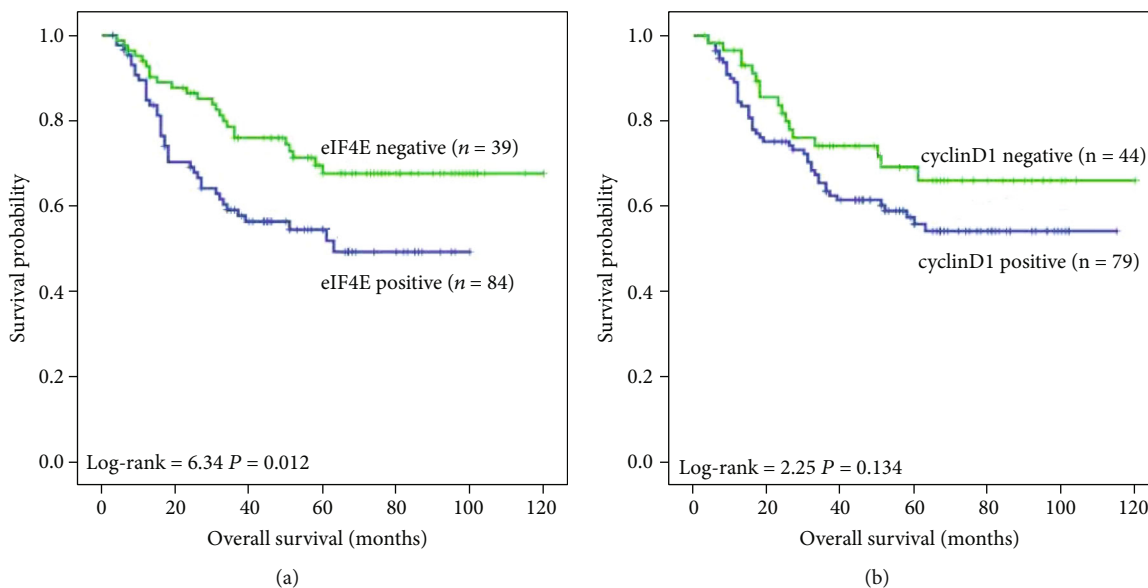 1.0
0.8
0.6
0.4
0.2
0.0
Survival probability
eIF4E negative (n = 39)
eIF4E positive (n = 84)
Log-rank = 6.34 P = 0.012
0 20 40 60 80 100 120
Overall survival (months)
(a)
1.0
0.8
0.6
0.4
0.2
0.0
Survival probability
cyclinD1 negative (n = 44)
cyclinD1 positive (n = 79)
Log-rank = 2.25 P = 0.134
0 20 40 60 80 100 120
Overall survival (months)
(b)